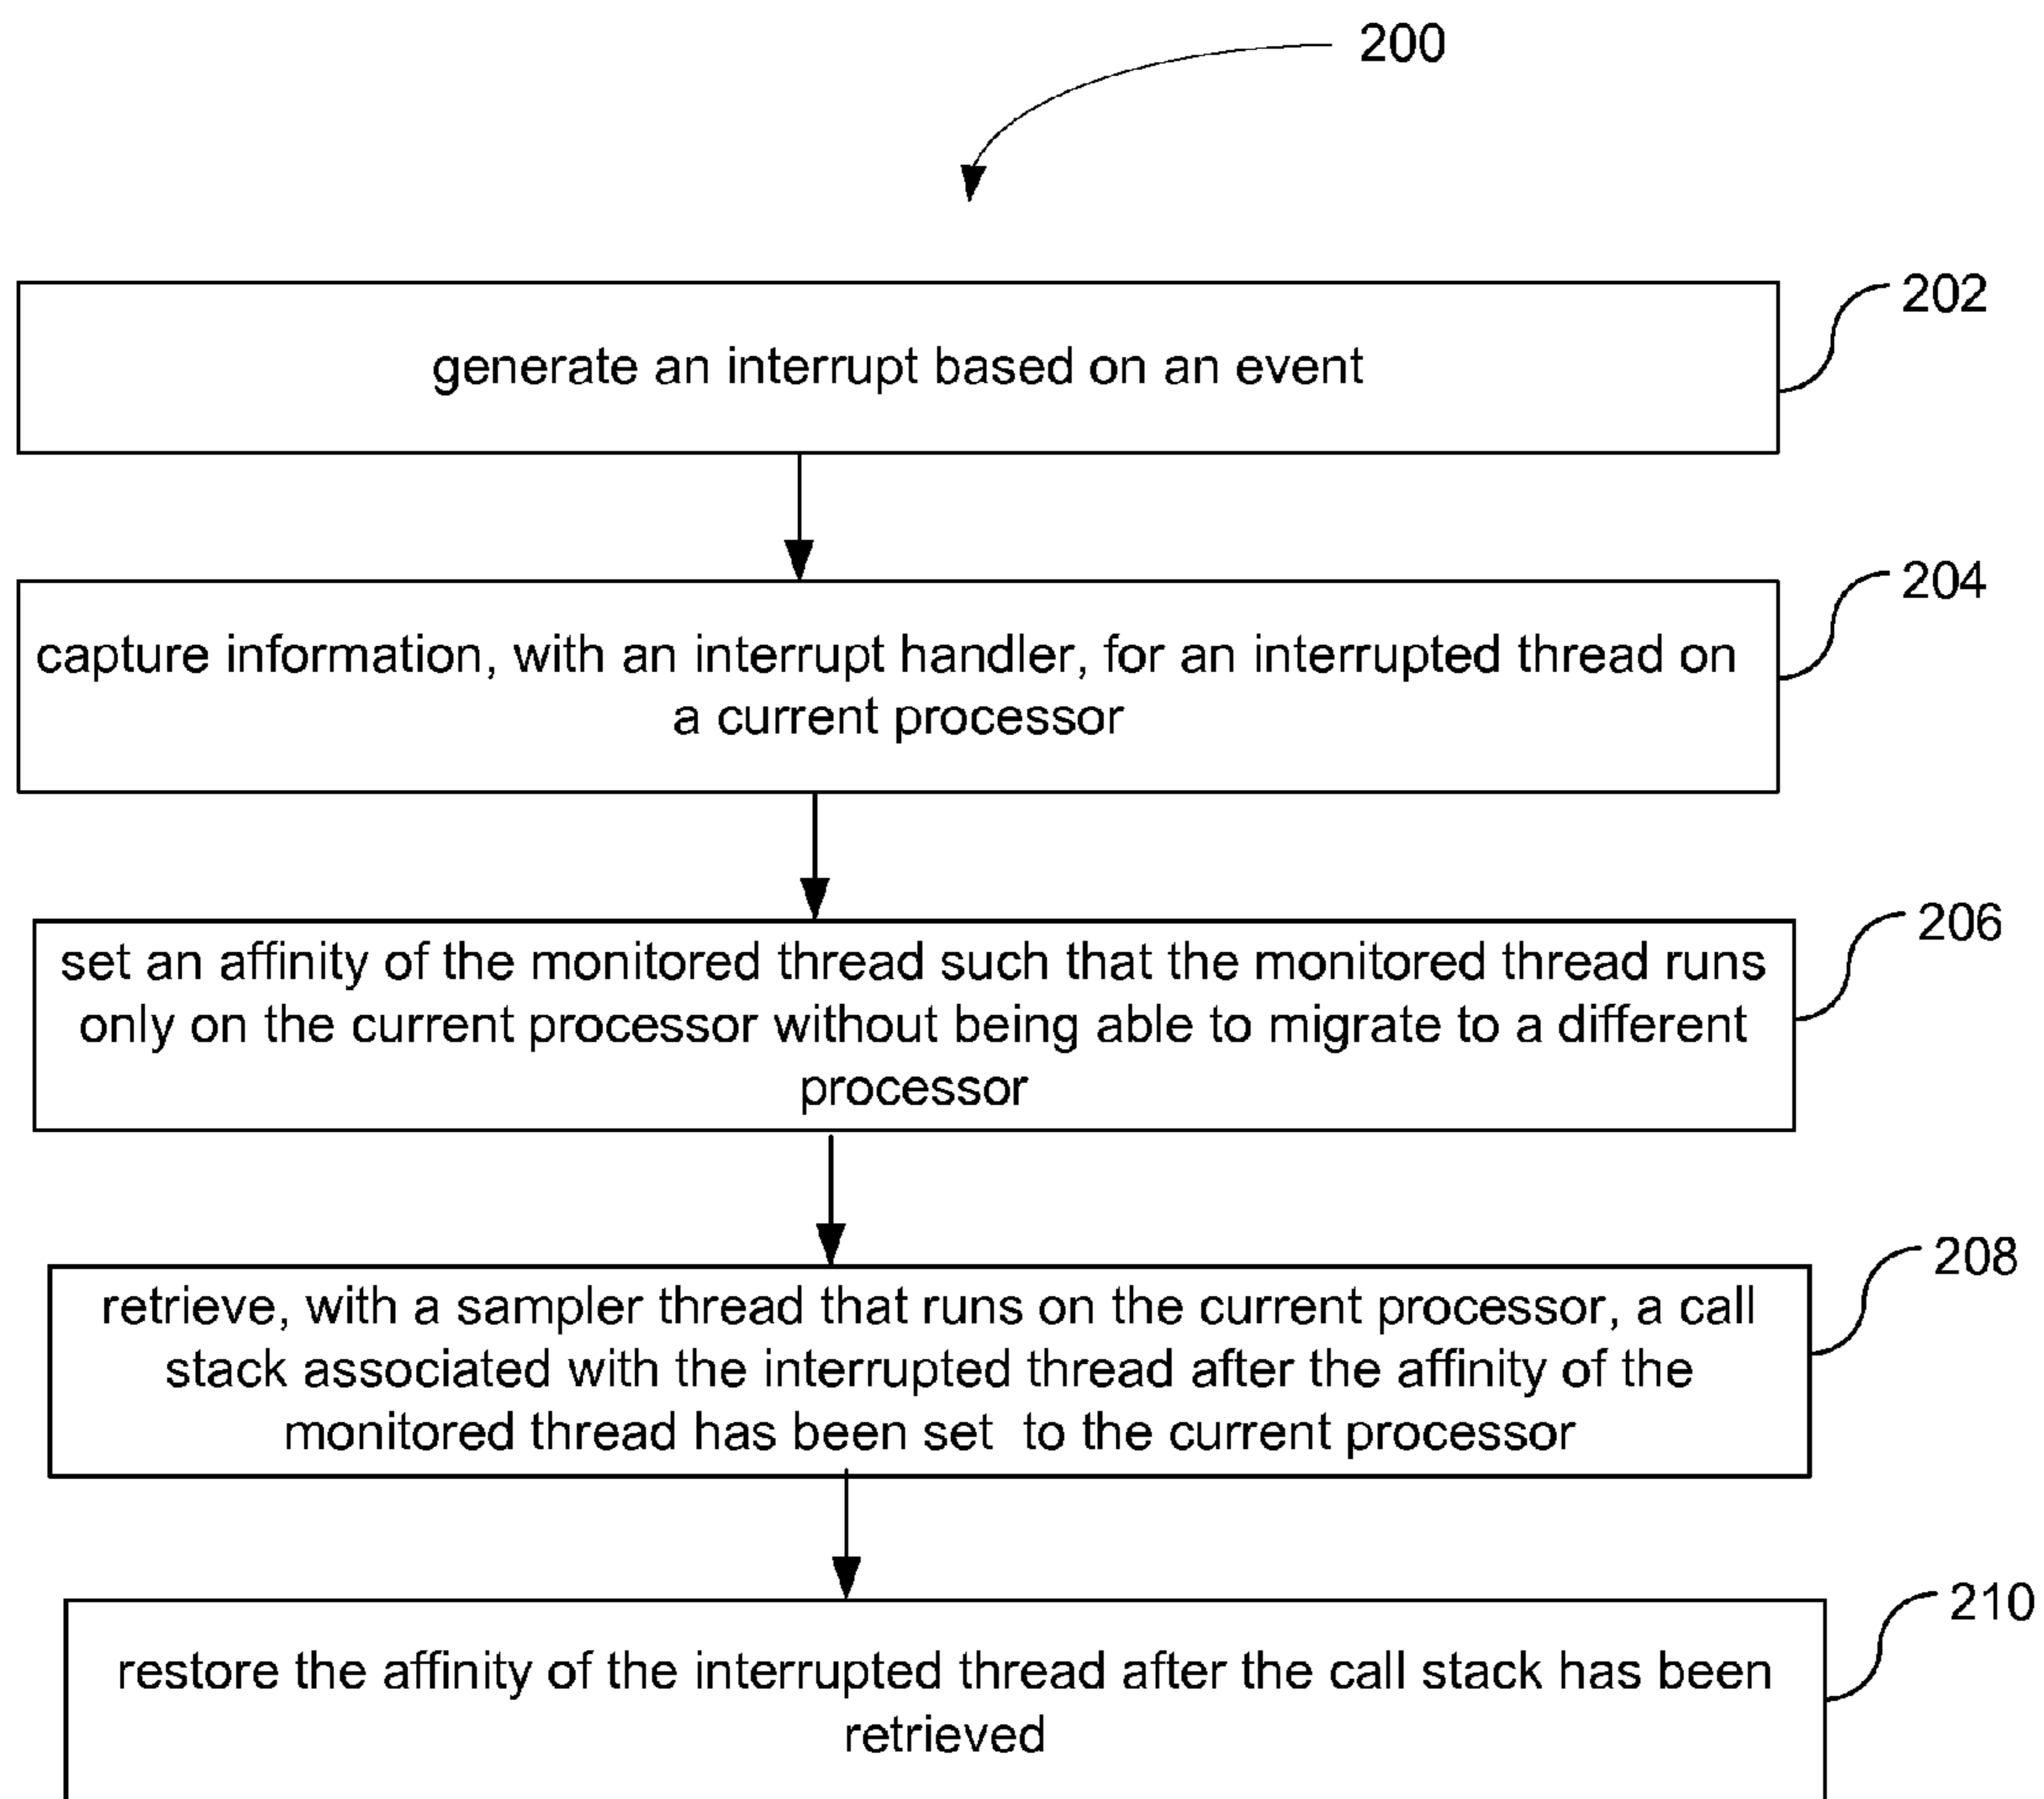 200
202
generate an interrupt based on an event
204
capture information, with an interrupt handler, for an interrupted thread on
a current processor
206
set an affinity of the monitored thread such that the monitored thread runs
only on the current processor without being able to migrate to a different
processor
208
retrieve, with a sampler thread that runs on the current processor, a call
stack associated with the interrupted thread after the affinity of the
monitored thread has been set to the current processor
210
restore the affinity of the interrupted thread after the call stack has been
retrieved